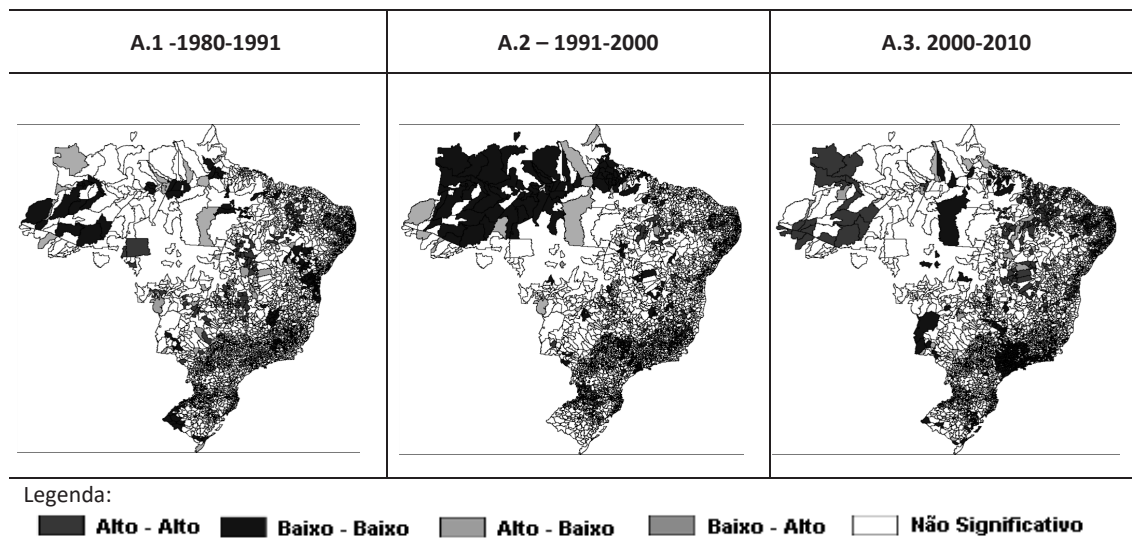 A.1 -1980-1991
A.2 – 1991-2000
A.3. 2000-2010
Legenda:
Alto - Alto
Baixo - Baixo
Alto - Baixo
Baixo - Alto
Não Significativo